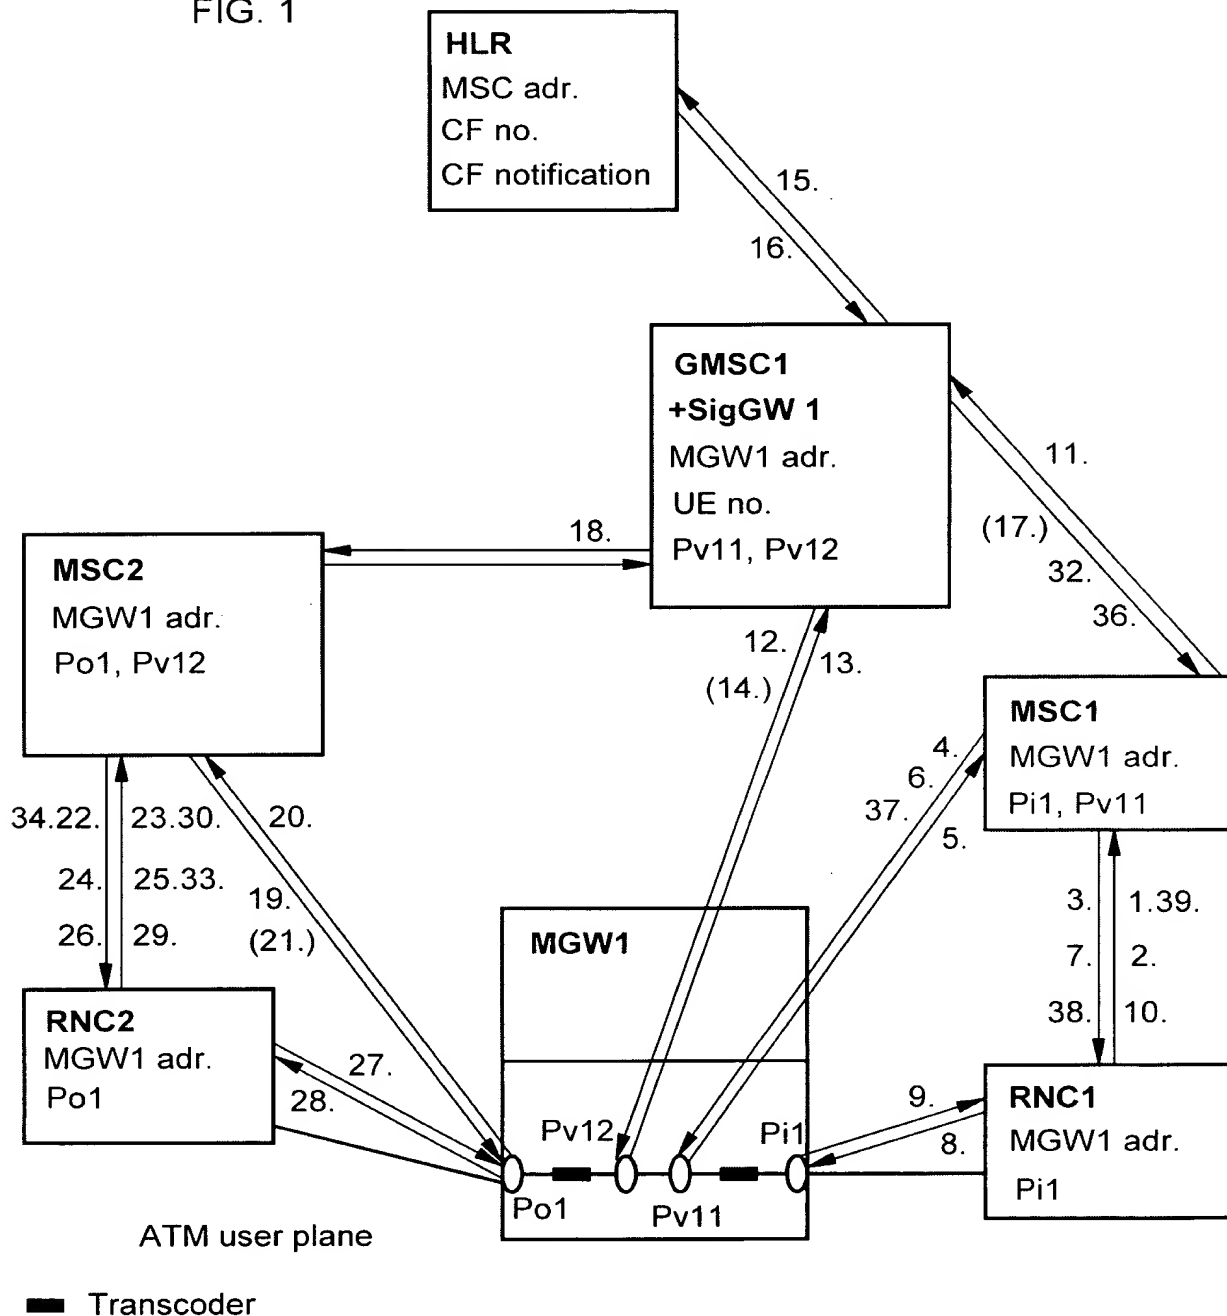 FIG. 1
HLR
MSC adr.
CF no.
CF notification
15.
16.
GMSC1
+SigGW 1
MGW1 adr.
UE no.
Pv11, Pv12
11.
(17.)
32.
36.
18.
MSC2
MGW1 adr.
Po1, Pv12
12.
13.
(14.)
MSC1
MGW1 adr.
Pi1, Pv11
4.
6.
37.
5.
34.22.
23.30.
20.
24.
25.33.
19.
26.
29.
(21.)
3.
1.39.
7.
2.
38.
10.
MGW1
RNC2
MGW1 adr.
Po1
27.
28.
9.
8.
RNC1
MGW1 adr.
Pi1
Pv12
Pi1
Po1
Pv11
ATM user plane
Transcoder